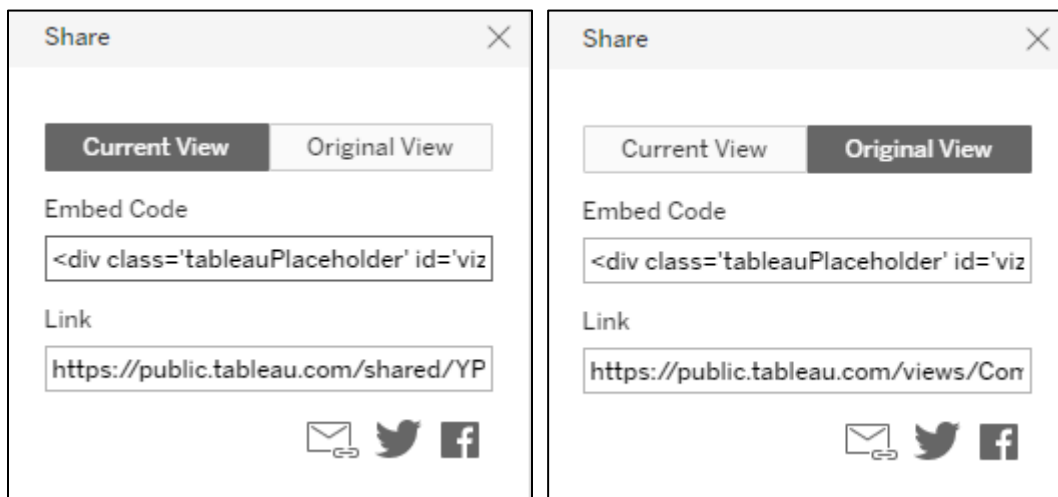 Share
Current View Original View
Embed Code
<div class='tableauPlaceholder' id='viz
Link
https://public.tableau.com/shared/YP
Share
Current View Original View
Embed Code
<div class='tableauPlaceholder' id='viz
Link
https://public.tableau.com/views/Com